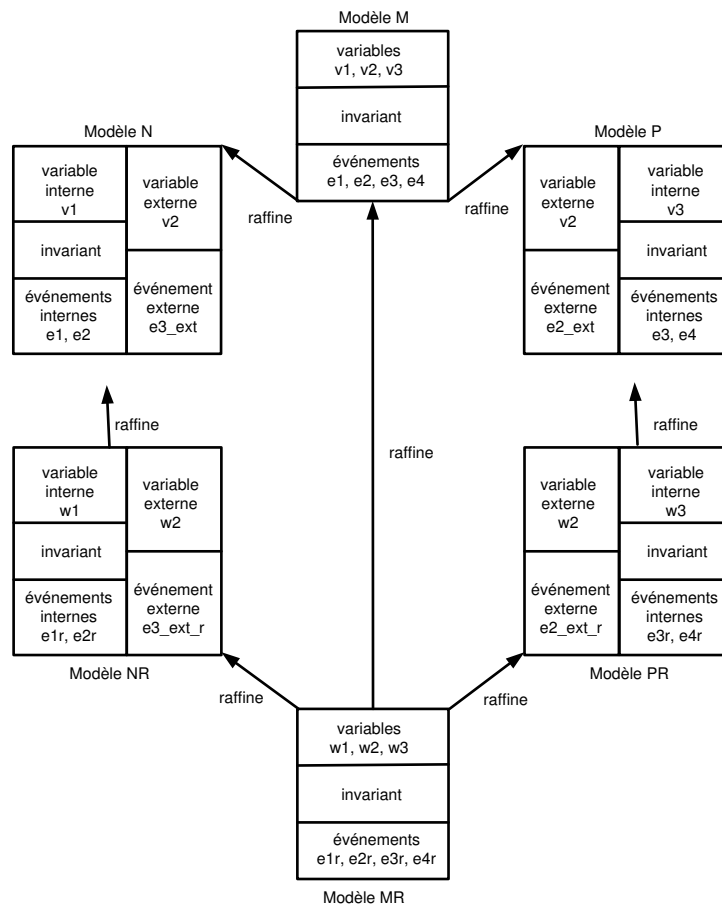 Modèle M
variables
v1, v2, v3
invariant
événements
e1, e2, e3, e4
Modèle N
variable
interne
v1
invariant
événements
internes
e1, e2
variable
externe
v2
événement
externe
e3_ext
raffine
Modèle P
variable
externe
v2
événement
externe
e2_ext
variable
interne
v3
invariant
événements
internes
e3, e4
raffine
raffine
raffine
raffine
variable
interne
w1
invariant
événements
internes
e1r, e2r
variable
externe
w2
événement
externe
e3_ext_r
Modèle NR
variable
externe
w2
événement
externe
e2_ext_r
variable
interne
w3
invariant
événements
internes
e3r, e4r
Modèle PR
raffine
raffine
variables
w1, w2, w3
invariant
événements
e1r, e2r, e3r, e4r
Modèle MR